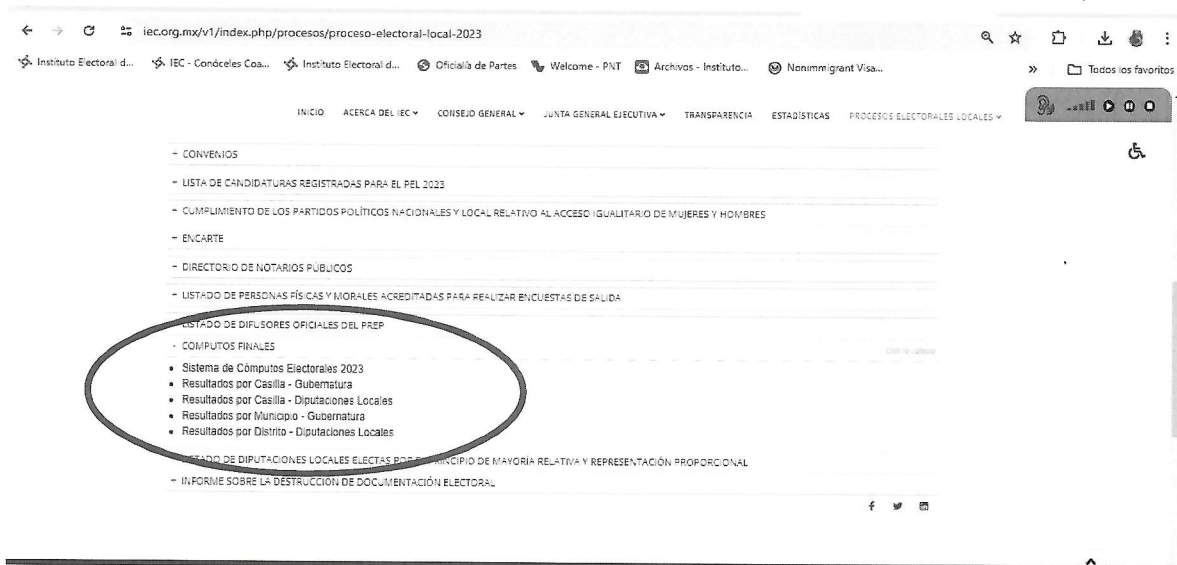 iec.org.mx/v1/index.php/procesos/proceso-electoral-local-2023
Instituto Electoral d... IEC - Conóceles Coa... Instituto Electoral d... Oficialía de Partes Welcome - PNT Archivos - Instituto... Nonimmigrant Visa... » Todos los favoritos
INICIO ACERCA DEL IEC CONSEJO GENERAL JUNTA GENERAL EJECUTIVA TRANSPARENCIA ESTADÍSTICAS PROCESOS ELECTORALES LOCALES
- CONVENIOS
- LISTA DE CANDIDATURAS REGISTRADAS PARA EL PEL 2023
- CUMPLIMIENTO DE LOS PARTIDOS POLÍTICOS NACIONALES Y LOCAL RELATIVO AL ACCESO IGUALITARIO DE MUJERES Y HOMBRES
- ENCARTE
- DIRECTORIO DE NOTARIOS PÚBLICOS
- LISTADO DE PERSONAS FÍSICAS Y MORALES ACREDITADAS PARA REALIZAR ENCUESTAS DE SALIDA
LISTADO DE DIFUSORES OFICIALES DEL PREP
- COMPUTOS FINALES
• Sistema de Cómputos Electorales 2023
• Resultados por Casilla - Gubernatura
• Resultados por Casilla - Diputaciones Locales
• Resultados por Municipio - Gubernatura
• Resultados por Distrito - Diputaciones Locales
LISTADO DE DIPUTACIONES LOCALES ELECTAS POR EL PRINCIPIO DE MAYORÍA RELATIVA Y REPRESENTACIÓN PROPORCIONAL
- INFORME SOBRE LA DESTRUCCIÓN DE DOCUMENTACIÓN ELECTORAL